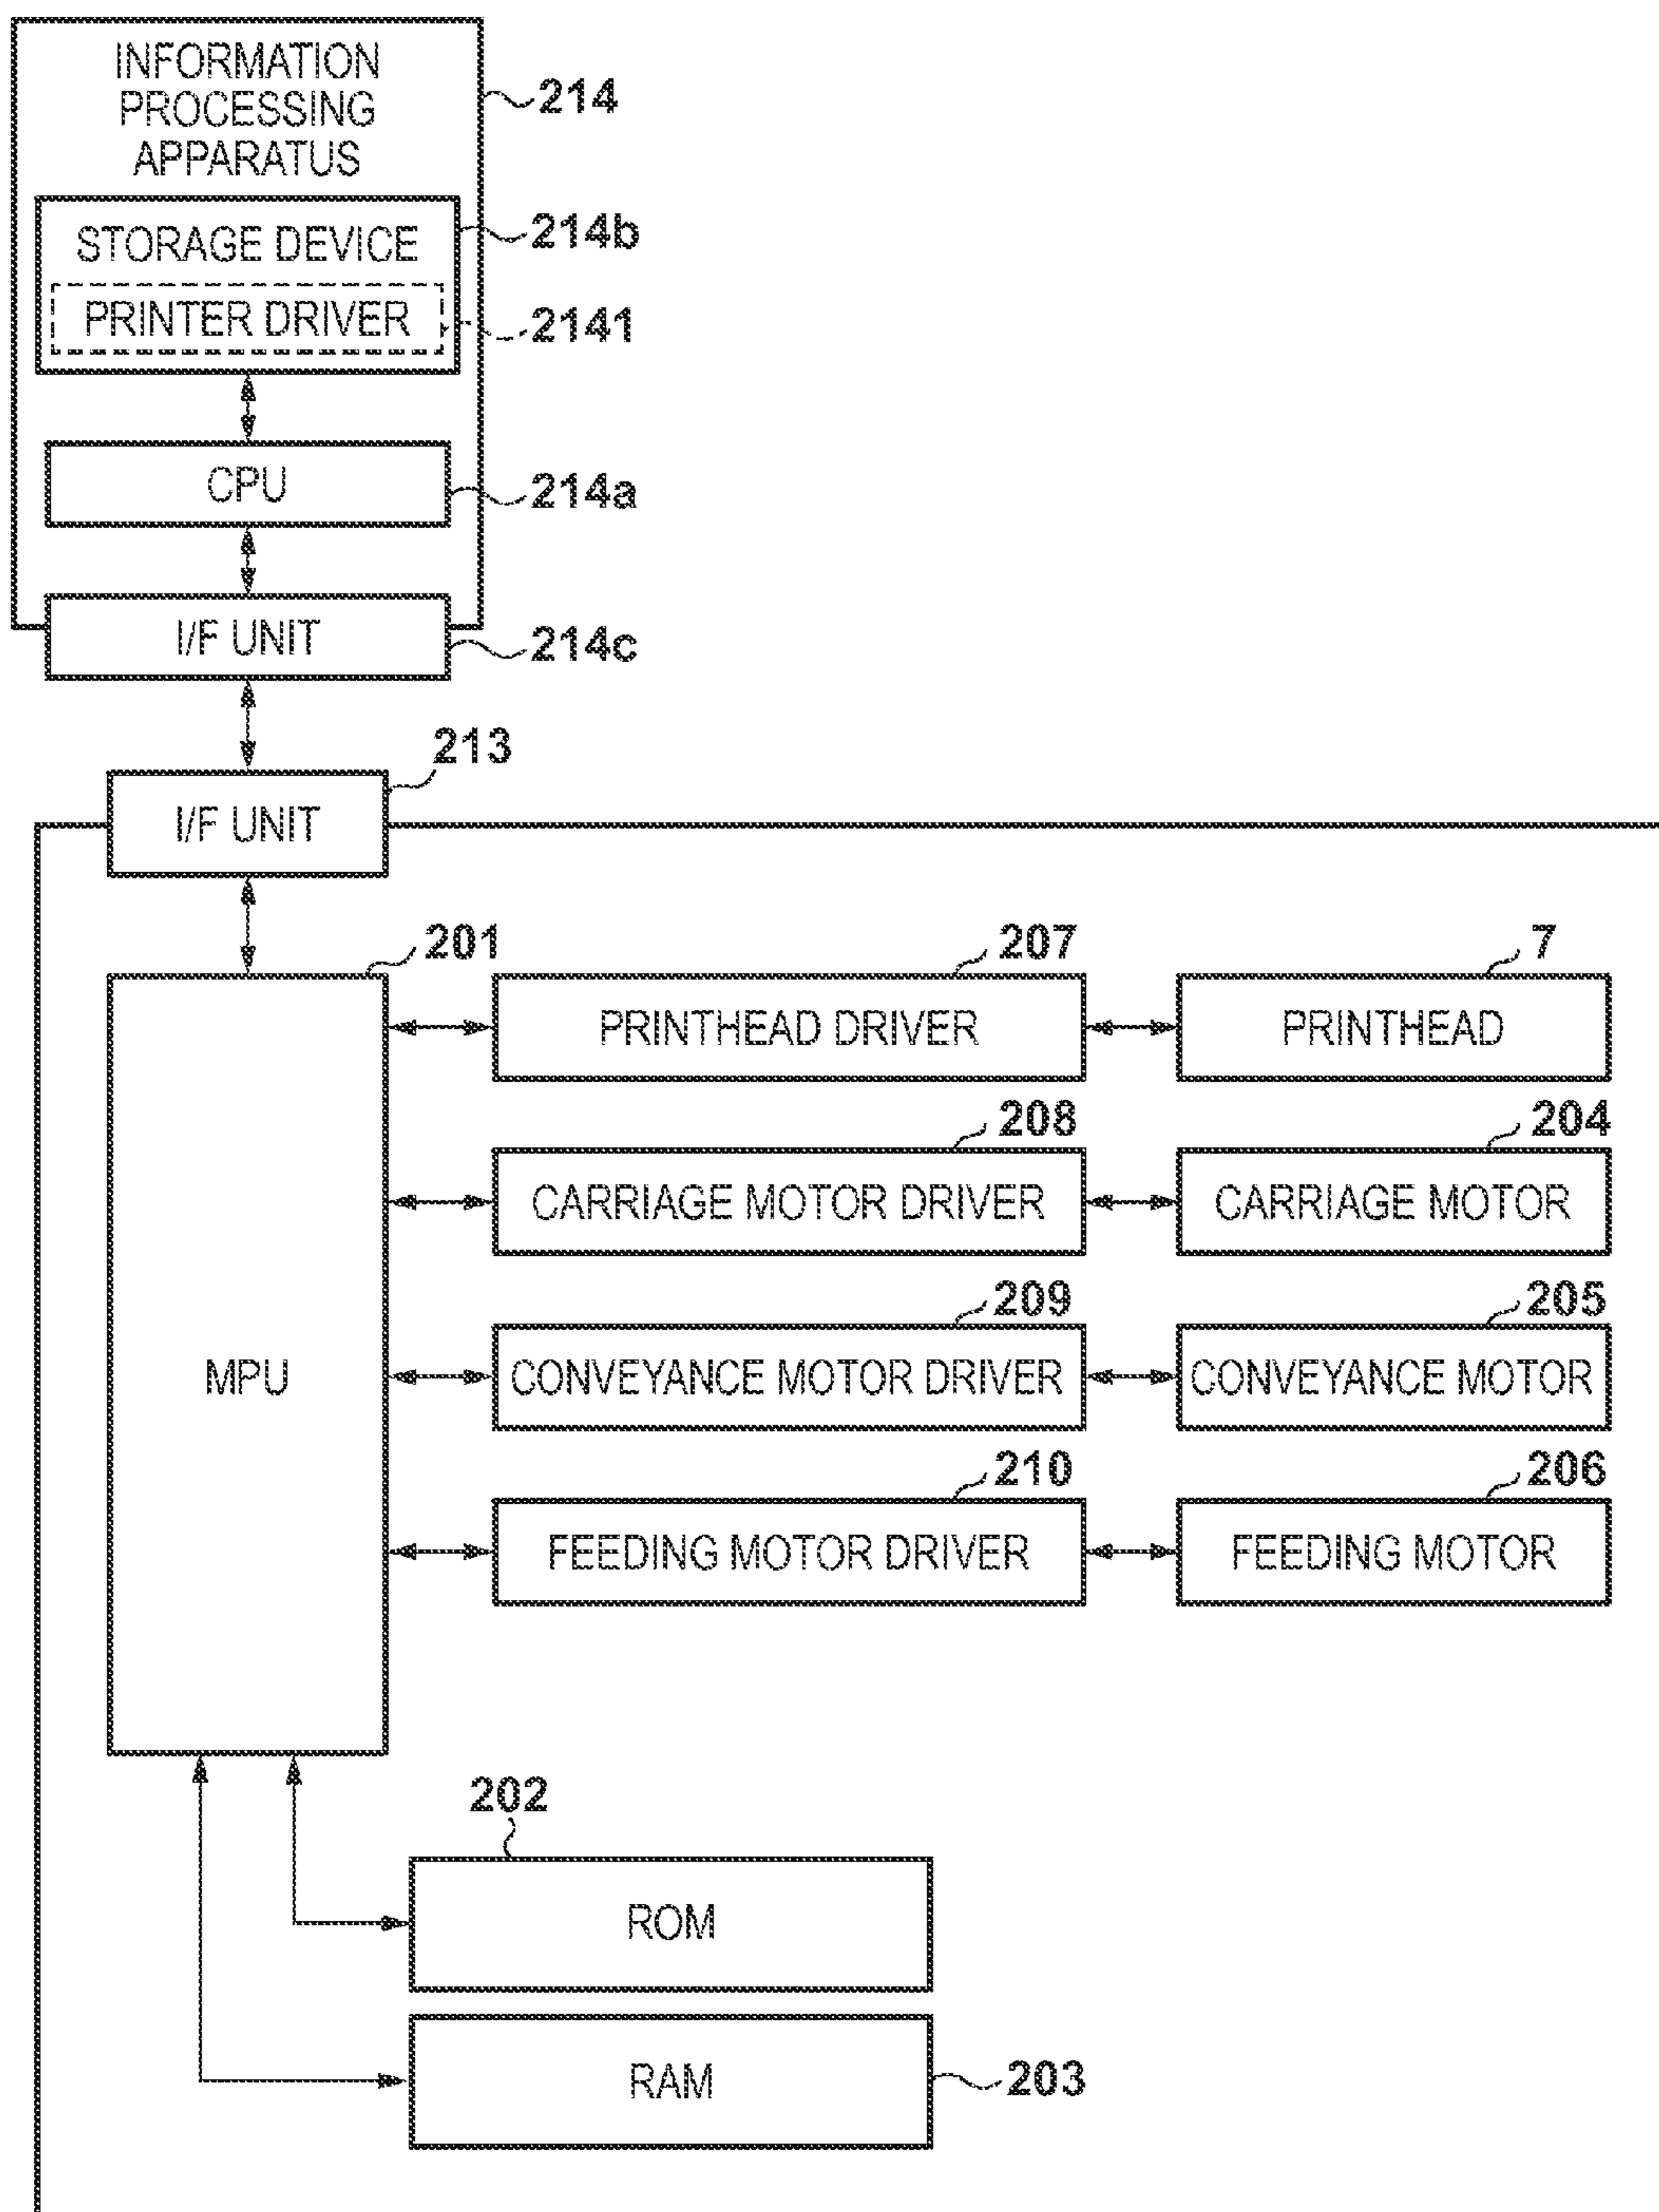 INFORMATION
PROCESSING
APPARATUS
214
STORAGE DEVICE
214b
PRINTER DRIVER
2141
CPU
214a
I/F UNIT
214c
213
I/F UNIT
201
207
7
MPU
PRINTHEAD DRIVER
PRINTHEAD
208
204
CARRIAGE MOTOR DRIVER
CARRIAGE MOTOR
209
205
CONVEYANCE MOTOR DRIVER
CONVEYANCE MOTOR
210
206
FEEDING MOTOR DRIVER
FEEDING MOTOR
202
ROM
RAM
203